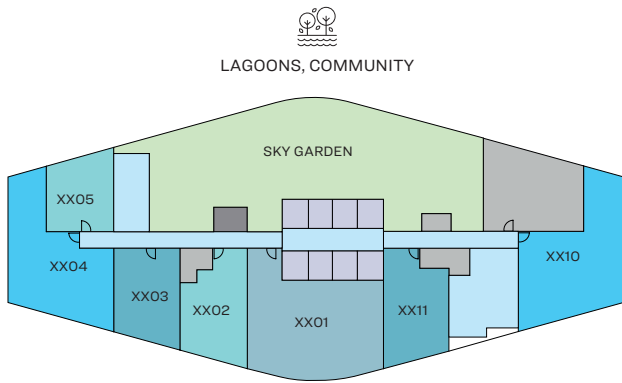 LAGOONS, COMMUNITY
SKY GARDEN
XX05
XX04
XX10
XX03
XX02
XX01
XX11